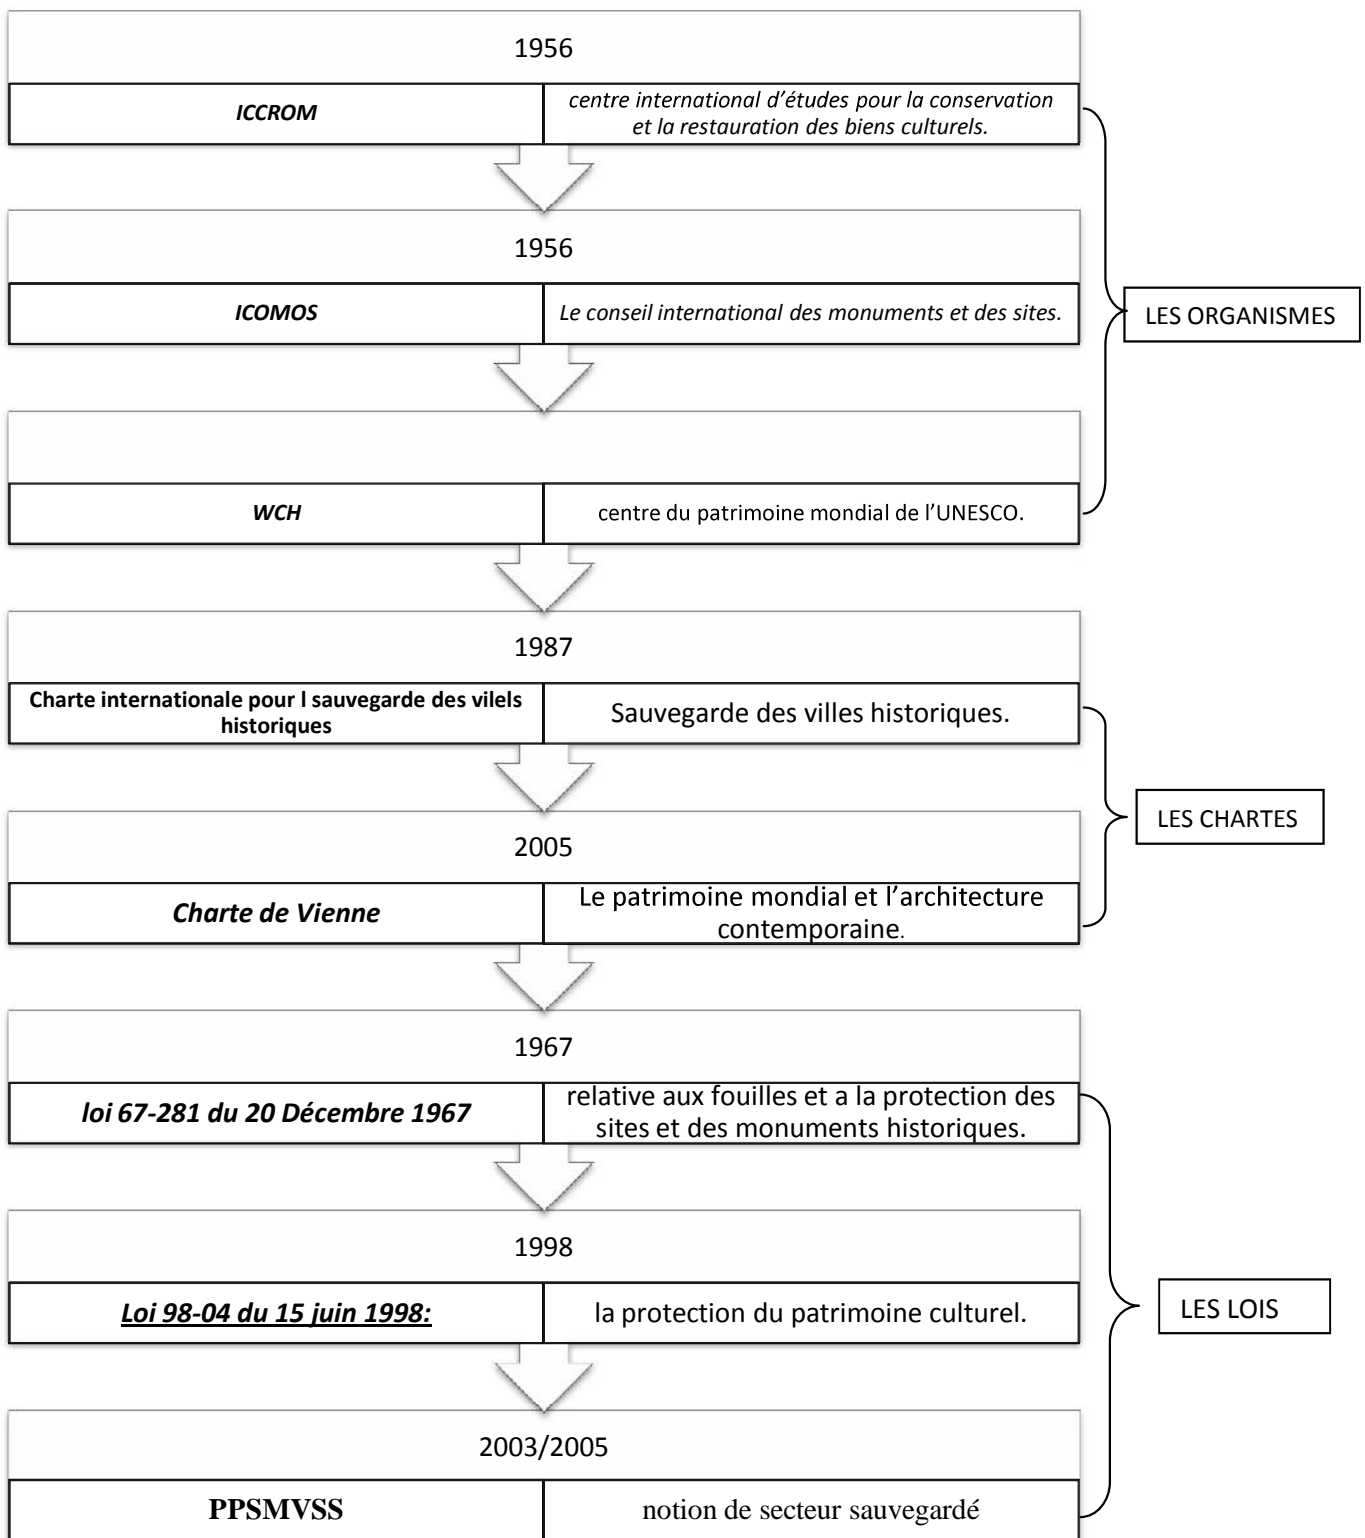 1956
ICCROM
centre international d’études pour la conservation
et la restauration des biens culturels.
1956
ICOMOS
Le conseil international des monuments et des sites.
LES ORGANISMES
WCH
centre du patrimoine mondial de l’UNESCO.
1987
Charte internationale pour l sauvegarde des vilels
historiques
Sauvegarde des villes historiques.
LES CHARTES
2005
Charte de Vienne
Le patrimoine mondial et l’architecture
contemporaine.
1967
loi 67-281 du 20 Décembre 1967
relative aux fouilles et a la protection des
sites et des monuments historiques.
1998
Loi 98-04 du 15 juin 1998:
la protection du patrimoine culturel.
LES LOIS
2003/2005
PPSMVSS
notion de secteur sauvegardé